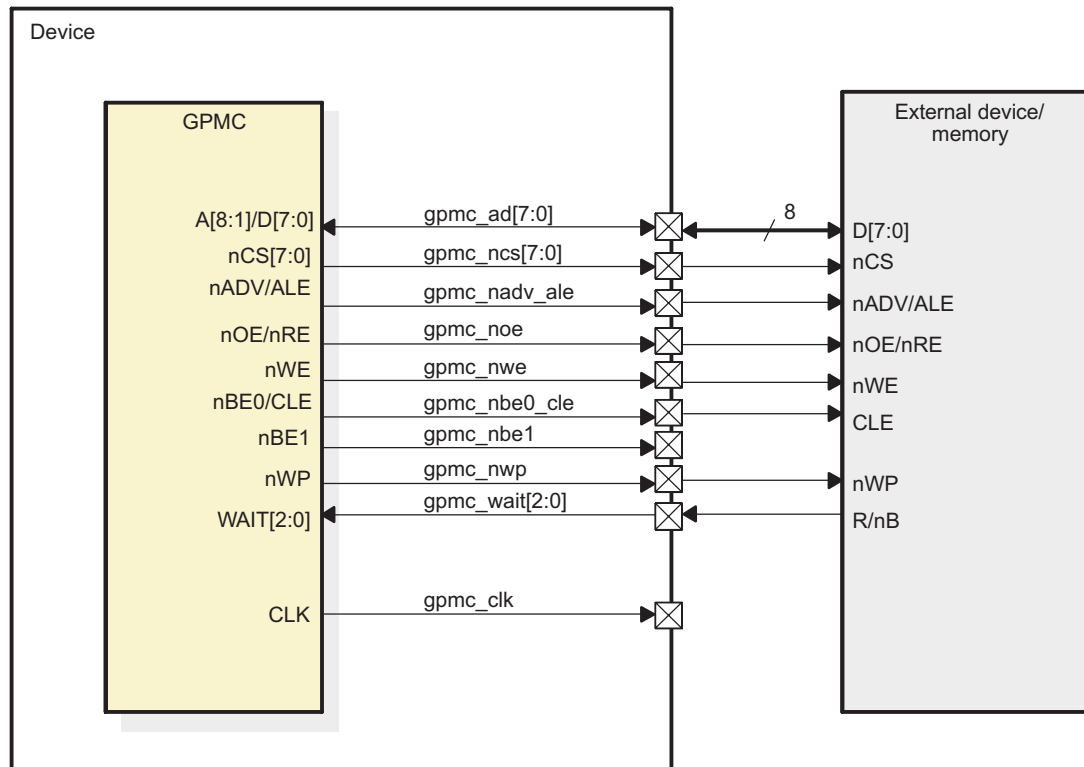 Device
GPMC
External device/
memory
A[8:1]/D[7:0]
gpmc_ad[7:0]
8
D[7:0]
nCS[7:0]
gpmc_ncs[7:0]
nCS
nADV/ALE
gpmc_nadv_ale
nADV/ALE
nOE/nRE
gpmc_noe
nOE/nRE
nWE
gpmc_nwe
nWE
nBE0/CLE
gpmc_nbe0_cle
CLE
nBE1
gpmc_nbe1
nWP
gpmc_nwp
nWP
WAIT[2:0]
gpmc_wait[2:0]
R/nB
CLK
gpmc_clk